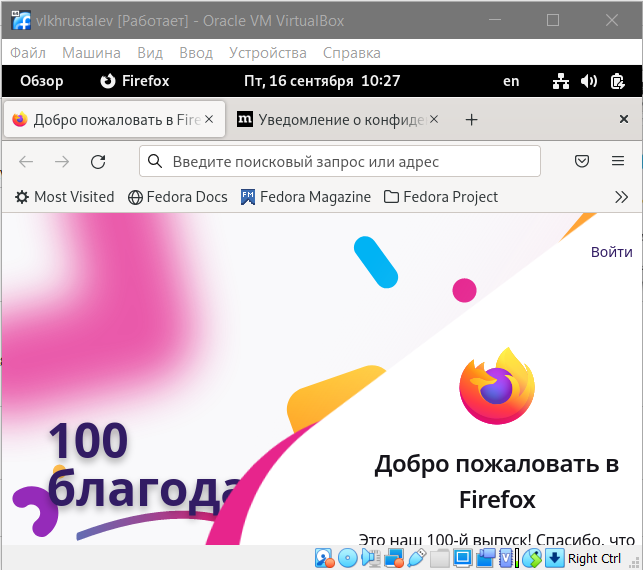 vlkhrustalev [Работает] - Oracle VM VirtualBox
Файл Машина Вид Ввод Устройства Справка
Обзор Firefox Пт, 16 сентября 10:27 en
Добро пожаловать в Fire Уведомление о конфиде
Введите поисковый запрос или адрес
Most Visited Fedora Docs Fedora Magazine Fedora Project
Войти
100
благода
Добро пожаловать в
Firefox
Это наш 100-й выпуск! Спасибо, что
Right Ctrl